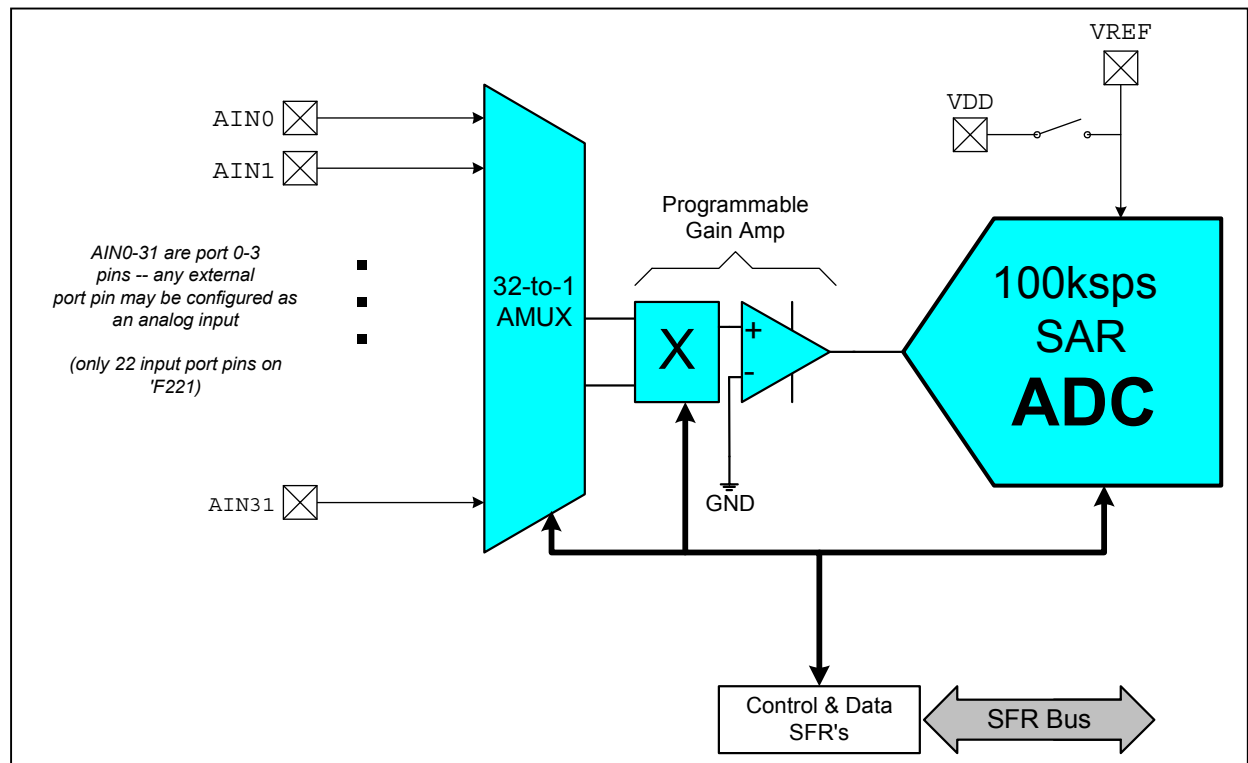 VREF
VDD
AIN0
AIN1
Programmable
Gain Amp
AIN0-31 are port 0-3
pins -- any external
port pin may be configured as
an analog input
(only 22 input port pins on
'F221)
32-to-1
AMUX
X
+
-
100ksps
SAR
ADC
AIN31
GND
Control & Data
SFR's
SFR Bus